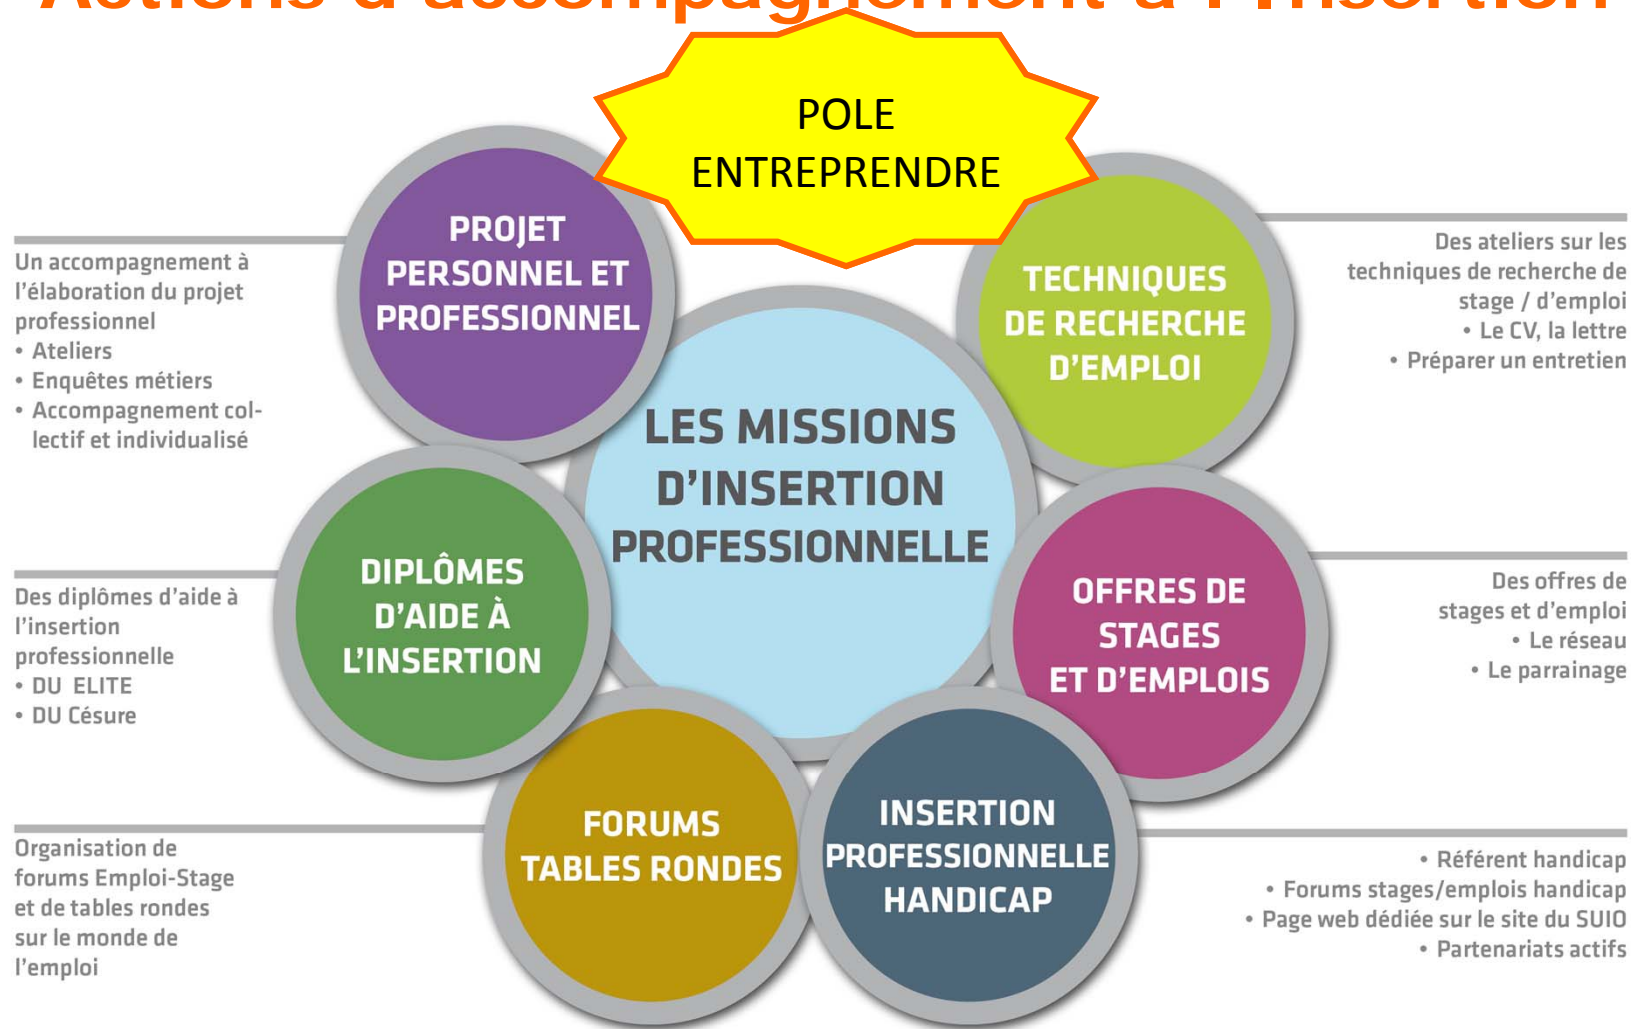 Actions d'accompagnement à l'Insertion
POLE
ENTREPRENDRE
PROJET
PERSONNEL ET
PROFESSIONNEL
Un accompagnement à
l’élaboration du projet
professionnel
• Ateliers
• Enquêtes métiers
• Accompagnement col-
lectif et individualisé
TECHNIQUES
DE RECHERCHE
D’EMPLOI
Des ateliers sur les
techniques de recherche de
stage / d’emploi
• Le CV, la lettre
• Préparer un entretien
LES MISSIONS
D’INSERTION
PROFESSIONNELLE
DIPLÔMES
D’AIDE À
L’INSERTION
Des diplômes d’aide à
l’insertion
professionnelle
• DU ELITE
• DU Césure
OFFRES DE
STAGES
ET D’EMPLOIS
Des offres de
stages et d’emploi
• Le réseau
• Le parrainage
FORUMS
TABLES RONDES
Organisation de
forums Emploi-Stage
et de tables rondes
sur le monde de
l’emploi
INSERTION
PROFESSIONNELLE
HANDICAP
• Référent handicap
• Forums stages/emplois handicap
• Page web dédiée sur le site du SUIO
• Partenariats actifs